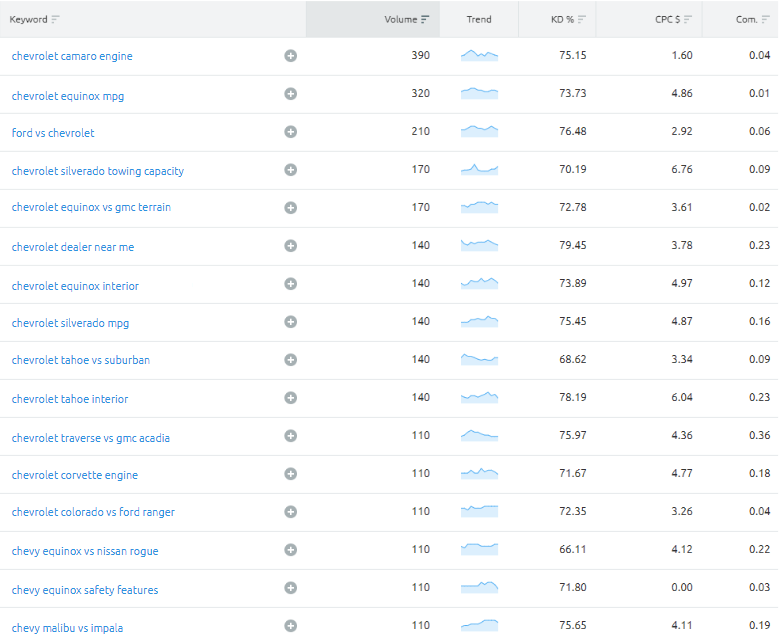 Keyword Volume Trend KD % CPC $ Com.
chevrolet camaro engine 390 75.15 1.60 0.04
chevrolet equinox mpg 320 73.73 4.86 0.01
ford vs chevrolet 210 76.48 2.92 0.06
chevrolet silverado towing capacity 170 70.19 6.76 0.09
chevrolet equinox vs gmc terrain 170 72.78 3.61 0.02
chevrolet dealer near me 140 79.45 3.78 0.23
chevrolet equinox interior 140 73.89 4.97 0.12
chevrolet silverado mpg 140 75.45 4.87 0.16
chevrolet tahoe vs suburban 140 68.62 3.34 0.09
chevrolet tahoe interior 140 78.19 6.04 0.23
chevrolet traverse vs gmc acadia 110 75.97 4.36 0.36
chevrolet corvette engine 110 71.67 4.77 0.18
chevrolet colorado vs ford ranger 110 72.35 3.26 0.04
chevy equinox vs nissan rogue 110 66.11 4.12 0.22
chevy equinox safety features 110 71.80 0.00 0.03
chevy malibu vs impala 110 75.65 4.11 0.19